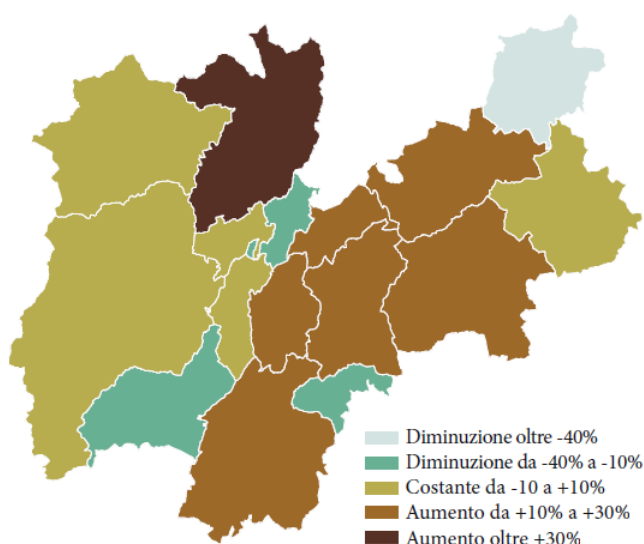 Diminuzione oltre -40%
Diminuzione da -40% a -10%
Costante da -10 a +10%
Aumento da +10% a +30%
Aumento oltre +30%